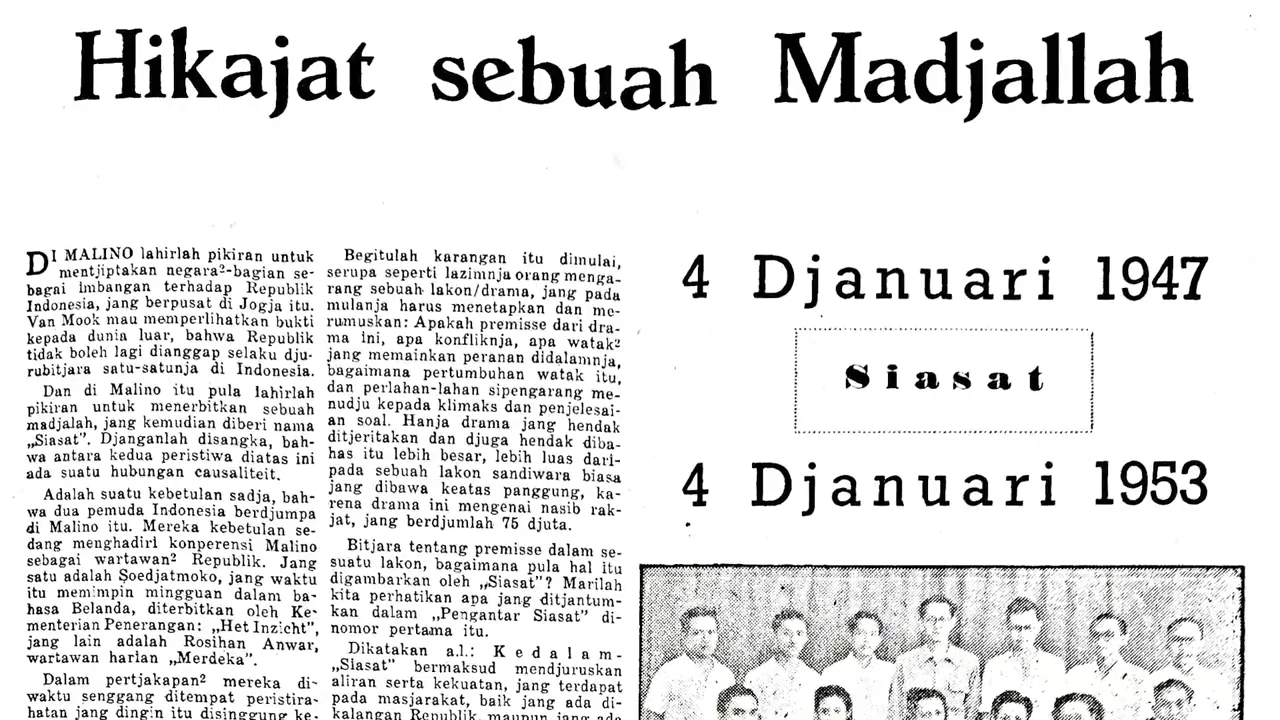 Hikajat sebuah Madjallah
DI MALINO lahirlah pikiran untuk
mentjiptakan negara²-bagian se-
bagai imbangan terhadap Republik
Indonesia, jang berpusat di Jogja itu.
Van Mook mau memperlihatkan bukti
kepada dunia luar, bahwa Republik
tidak boleh lagi dianggap selaku dju-
rubitjara satu-satunja di Indonesia.
Dan di Malino itu pula lahirlah
pikiran untuk menerbitkan sebuah
madjalah, jang kemudian diberi nama
„Siasat”. Djanganlah disangka, bah-
wa antara kedua peristiwa diatas ini
ada suatu hubungan causaliteit.
Adalah suatu kebetulan sadja, bah-
wa dua pemuda Indonesia berdjumpa
di Malino itu. Mereka kebetulan se-
dang menghadiri konperensi Malino
sebagai wartawan² Republik. Jang
satu adalah Soedjatmoko, jang waktu
itu memimpin mingguan dalam ba-
hasa Belanda, diterbitkan oleh Ke-
menterian Penerangan: „Het Inzicht”,
jang lain adalah Rosihan Anwar,
wartawan harian „Merdeka”.
Dalam pertjakapan² mereka di-
waktu senggang ditempat peristira-
hatan jang dingin itu disinggung ke-
Begitulah karangan itu dimulai,
serupa seperti lazimnja orang menga-
rang sebuah lakon/drama, jang pada
mulanja harus menetapkan dan me-
rumuskan: Apakah premisse dari dra-
ma ini, apa konfliknja, apa watak²
jang memainkan peranan didalamnja,
bagaimana pertumbuhan watak itu,
dan perlahan-lahan sipengarang me-
nudju kepada klimaks dan penjelesai-
an soal. Hanja drama jang hendak
ditjeritakan dan djuga hendak diba-
has itu lebih besar, lebih luas dari-
pada sebuah lakon sandiwara biasa
jang dibawa keatas panggung, ka-
rena drama ini mengenai nasib rak-
jat, jang berdjumlah 75 djuta.
Bitjara tentang premisse dalam se-
suatu lakon, bagaimana pula hal itu
digambarkan oleh „Siasat”? Marilah
kita perhatikan apa jang ditjantum-
kan dalam „Pengantar Siasat” di-
nomor pertama itu.
Dikatakan a.l.: Kedalam-
„Siasat” bermaksud mendjuruskan
aliran serta kekuatan, jang terdapat
pada masjarakat, baik jang ada di-
kalangan Republik, maupun jang ada
4 Djanuari 1947
Siasat
4 Djanuari 1953